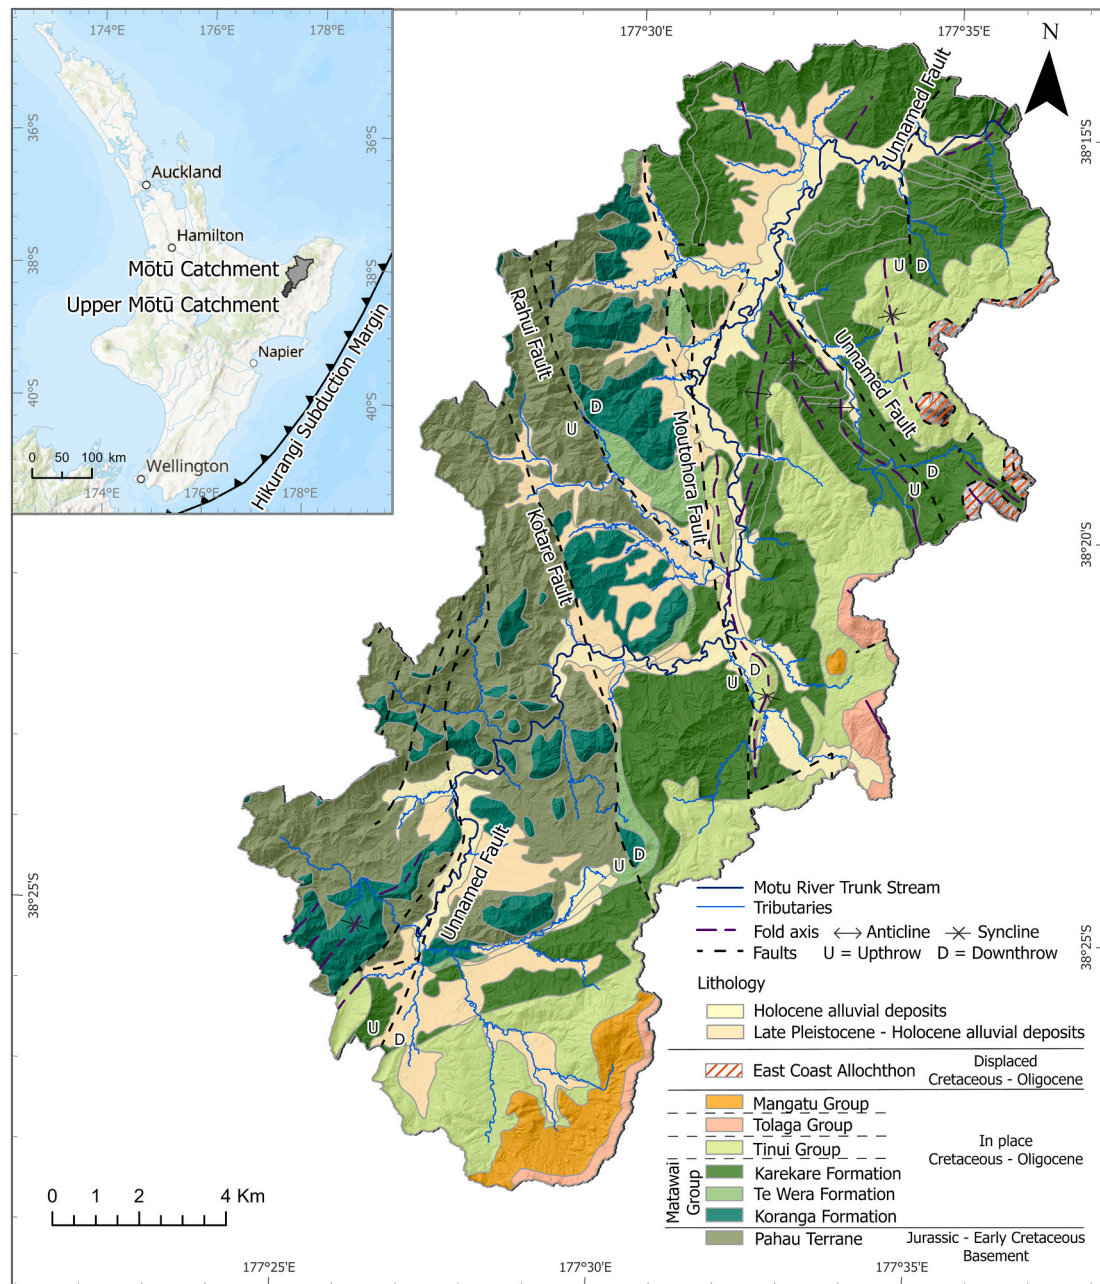 174°E
176°E
178°E
36°S
36°S
Auckland
Hamilton
38°S
38°S
Mōtū Catchment
Upper Mōtū Catchment
Napier
Hikurangi Subduction Margin
40°S
40°S
0 50 100 km
Wellington
174°E
176°E
178°E
177°30'E
177°35'E
N
38°15'S
Unnamed Fault
U D
Rahui Fault
Unnamed Fault
D
U
Moutohora Fault
D
U
Kotare Fault
38°20'S
D
U
D
U
Unnamed Fault
38°25'S
38°25'S
U
D
Motu River Trunk Stream
Tributaries
Fold axis Anticline Syncline
Faults U = Upthrow D = Downthrow
Lithology
Holocene alluvial deposits
Late Pleistocene - Holocene alluvial deposits
East Coast Allochthon
Displaced
Cretaceous - Oligocene
Mangatu Group
Tolaga Group
Tinui Group
In place
Cretaceous - Oligocene
Matawai
Group
Karekare Formation
Te Wera Formation
Koranga Formation
Pahau Terrane
Jurassic - Early Cretaceous
Basement
0 1 2 4 Km
177°25'E
177°30'E
177°35'E